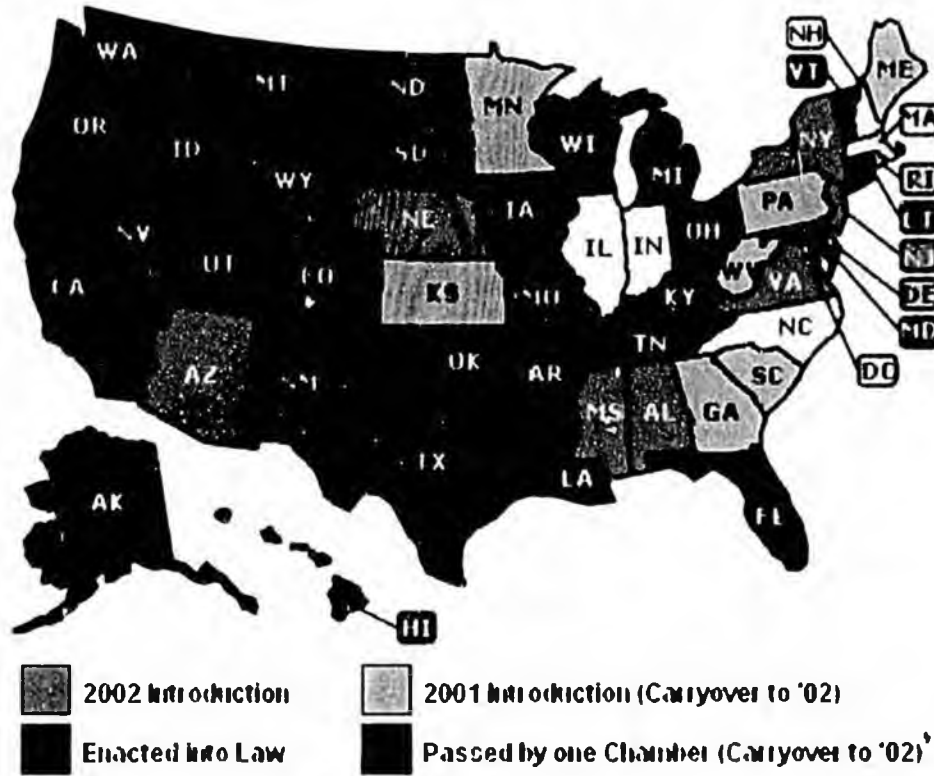 WA
MT
ND
MN
NH
VT
ME
OR
ID
SD
WI
NY
MA
WY
MI
RI
NE
IA
PA
NV
UT
IL
IN
OH
CA
KS
WV
VA
NJ
DE
KY
MD
NC
TN
DC
AZ
OK
AR
SC
MS
AL
GA
TX
LA
AK
FL
HI
2002 Introduction
2001 Introduction (Carryover to '02)
Enacted into Law
Passed by one Chamber (Carryover to '02)